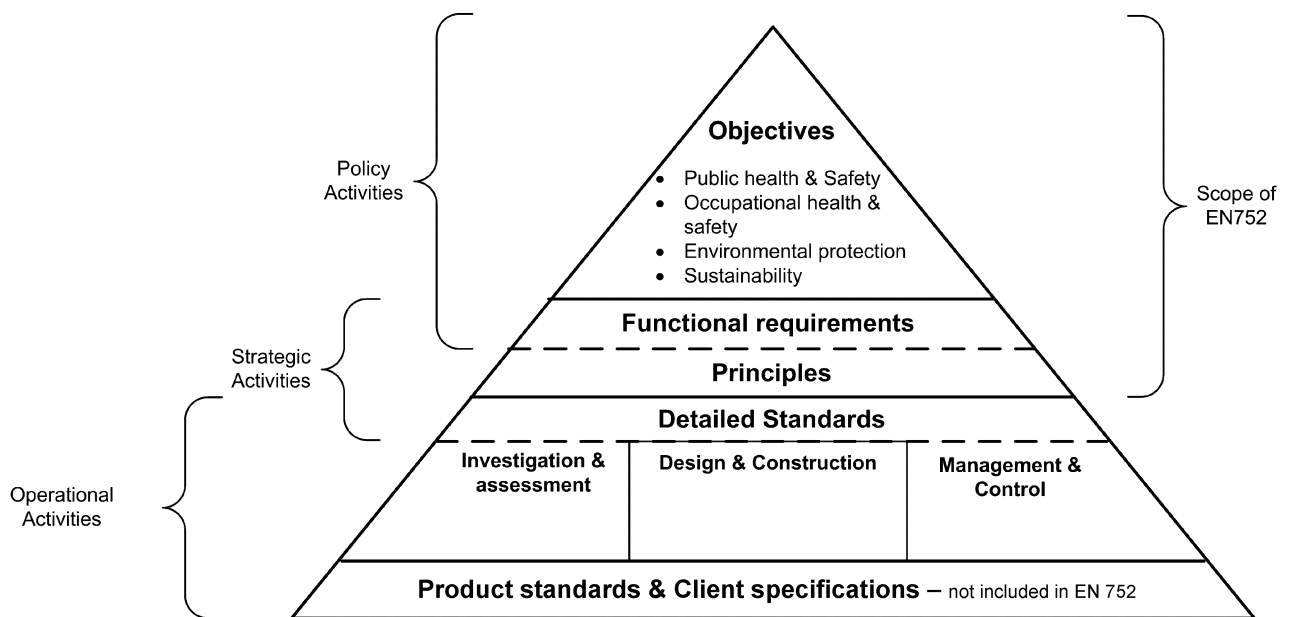 Objectives
• Public health & Safety
• Occupational health &
safety
• Environmental protection
• Sustainability
Policy
Activities
Scope of
EN752
Functional requirements
Strategic
Activities
Principles
Detailed Standards
Investigation &
assessment
Design & Construction
Management &
Control
Operational
Activities
Product standards & Client specifications – not included in EN 752